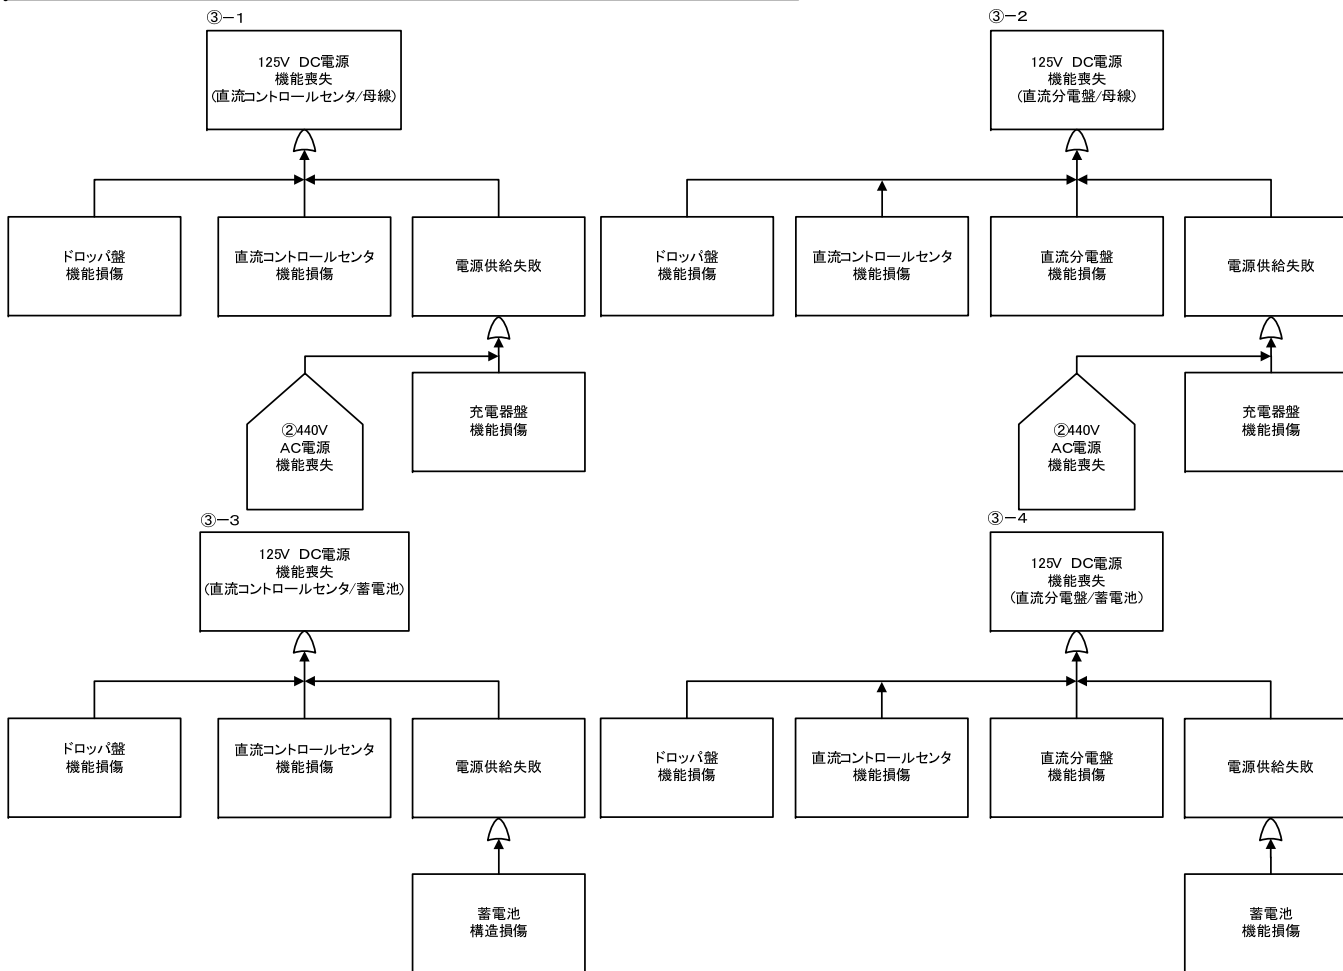 ③－1
125V DC電源
機能喪失
(直流コントロールセンタ/母線)
ドロッパ盤
機能損傷
直流コントロールセンタ
機能損傷
電源供給失敗
②440V
AC電源
機能喪失
充電器盤
機能損傷
③－2
125V DC電源
機能喪失
(直流分電盤/母線)
ドロッパ盤
機能損傷
直流コントロールセンタ
機能損傷
直流分電盤
機能損傷
電源供給失敗
②440V
AC電源
機能喪失
充電器盤
機能損傷
③－3
125V DC電源
機能喪失
(直流コントロールセンタ/蓄電池)
ドロッパ盤
機能損傷
直流コントロールセンタ
機能損傷
電源供給失敗
蓄電池
構造損傷
③－4
125V DC電源
機能喪失
(直流分電盤/蓄電池)
ドロッパ盤
機能損傷
直流コントロールセンタ
機能損傷
直流分電盤
機能損傷
電源供給失敗
蓄電池
機能損傷